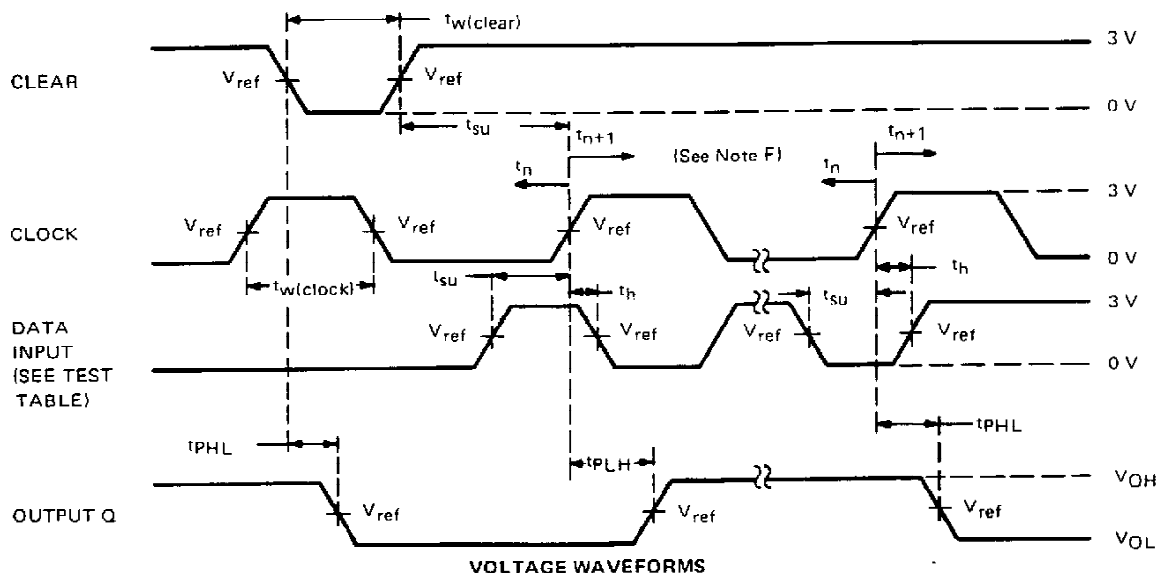 tw(clear)
3 V
CLEAR
Vref
Vref
0 V
tsu
tn+1
(See Note F)
tn+1
tn
tn
3 V
CLOCK
Vref
Vref
Vref
Vref
0 V
tsu
th
th
tw(clock)
tsu
3 V
DATA
INPUT
(SEE TEST
TABLE)
Vref
Vref
Vref
Vref
0 V
tPHL
tPLH
tPHL
VOH
OUTPUT Q
Vref
Vref
Vref
VOL
VOLTAGE WAVEFORMS